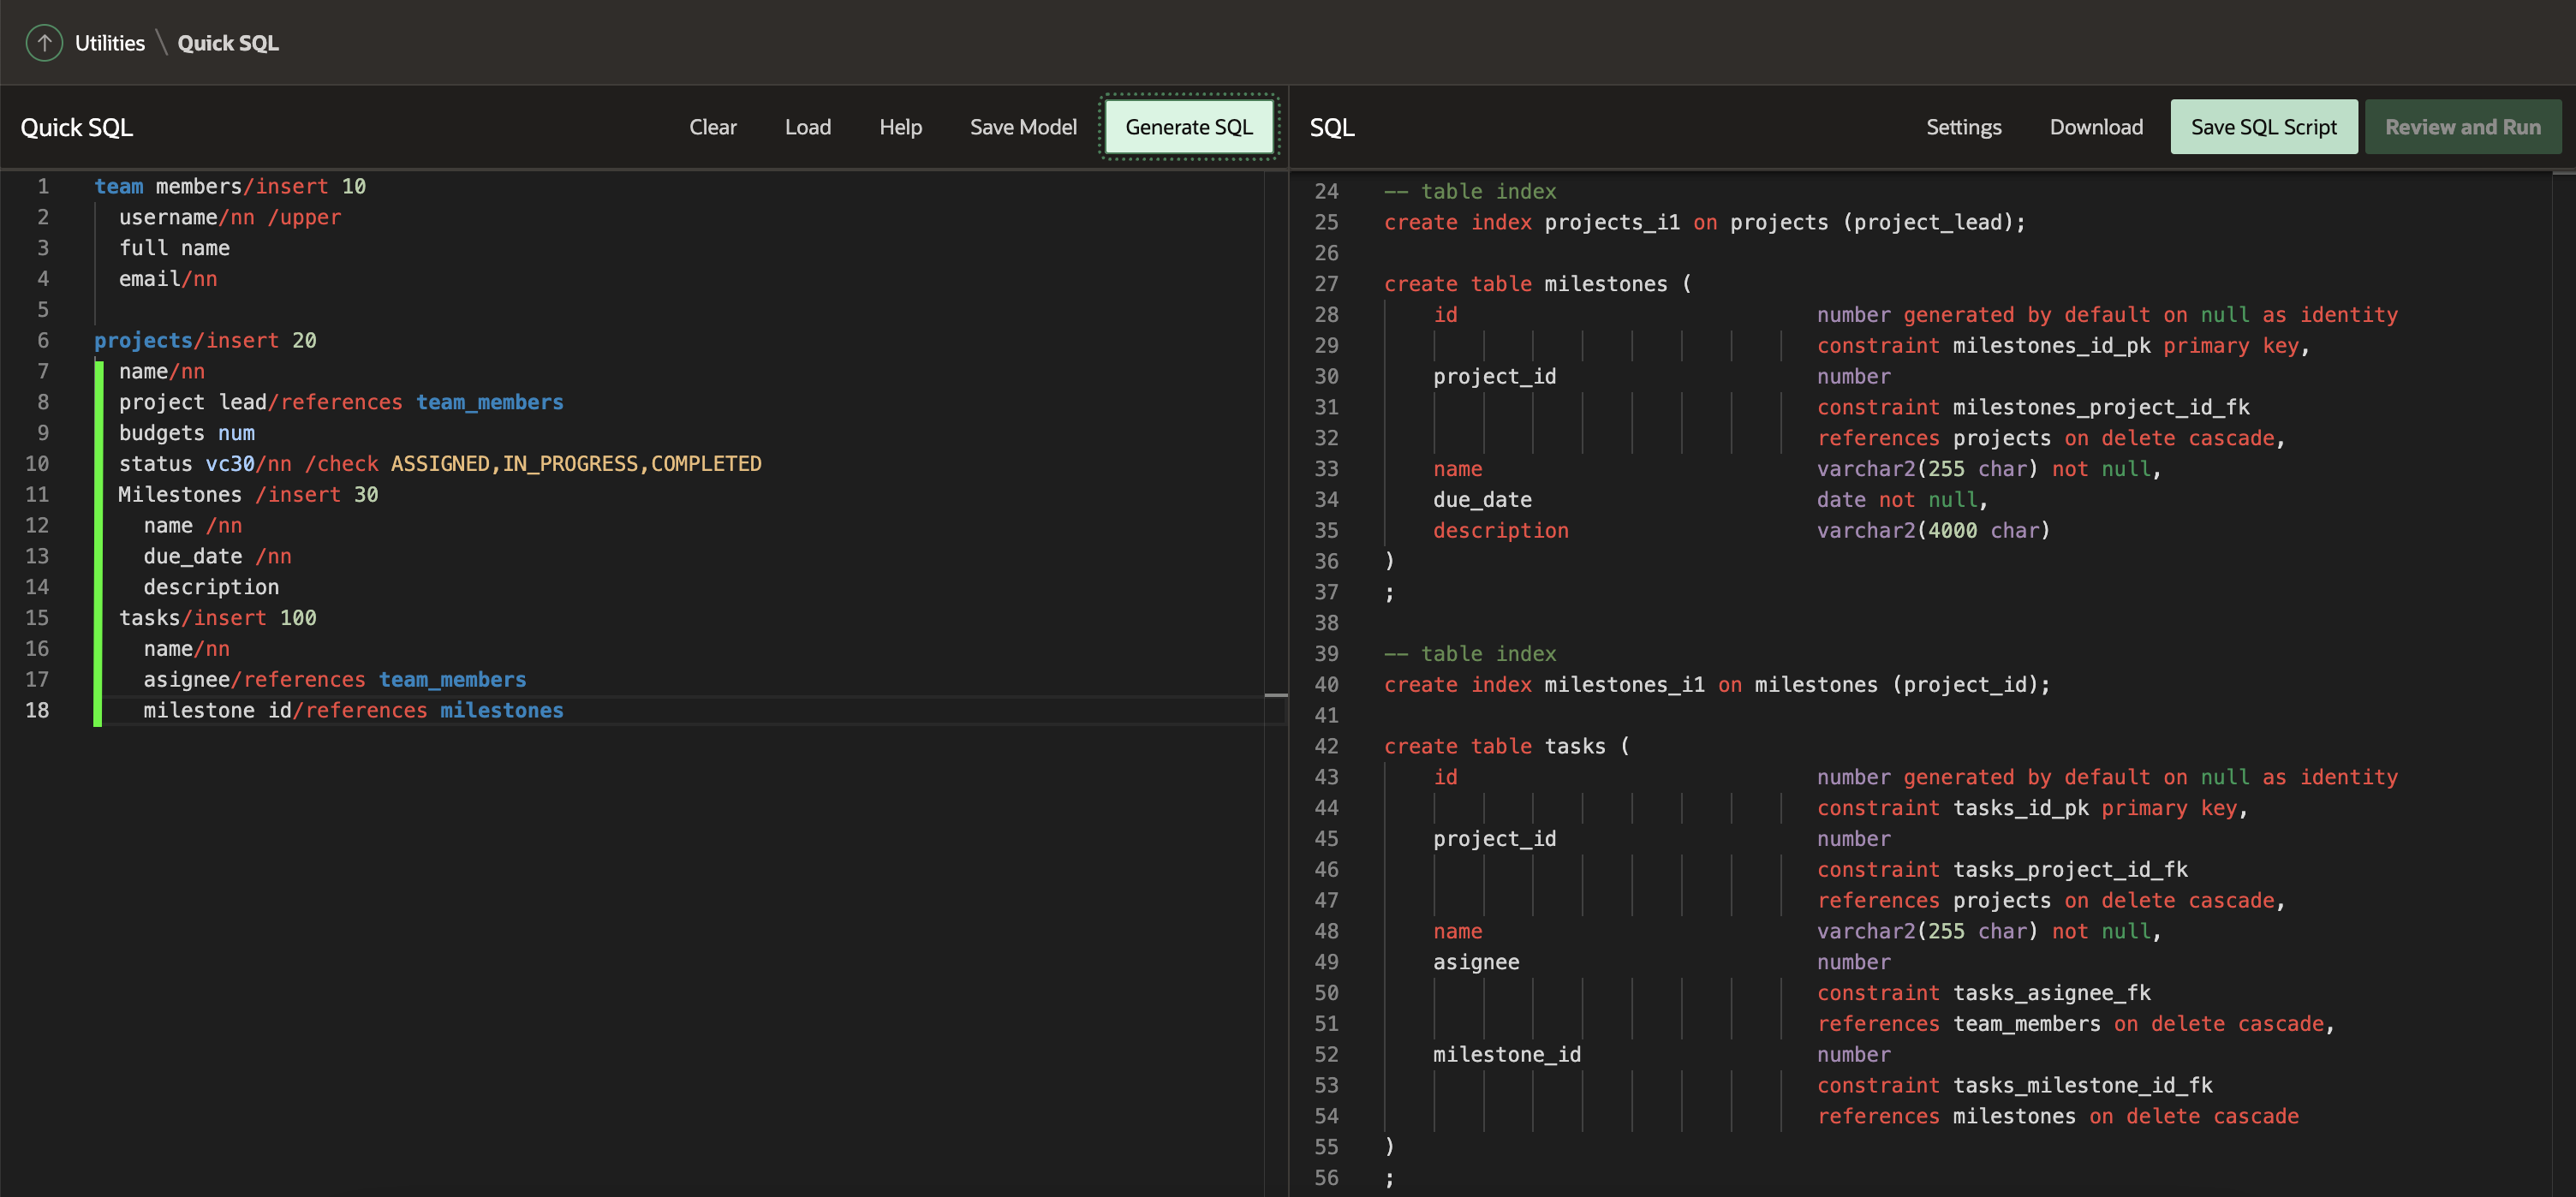 Utilities \ Quick SQL
Quick SQL
Clear
Load
Help
Save Model
Generate SQL
1 team members/insert 10
2 username/nn /upper
3 full name
4 email/nn
5
6 projects/insert 20
7 name/nn
8 project lead/references team_members
9 budgets num
10 status vc30/nn /check ASSIGNED,IN_PROGRESS,COMPLETED
11 Milestones /insert 30
12 name /nn
13 due_date /nn
14 description
15 tasks/insert 100
16 name/nn
17 asignee/references team_members
18 milestone id/references milestones
SQL
Settings
Download
Save SQL Script
Review and Run
24 -- table index
25 create index projects_i1 on projects (project_lead);
26
27 create table milestones (
28 id number generated by default on null as identity
29 constraint milestones_id_pk primary key,
30 project_id number
31 constraint milestones_project_id_fk
32 references projects on delete cascade,
33 name varchar2(255 char) not null,
34 due_date date not null,
35 description varchar2(4000 char)
36 )
37 ;
38
39 -- table index
40 create index milestones_i1 on milestones (project_id);
41
42 create table tasks (
43 id number generated by default on null as identity
44 constraint tasks_id_pk primary key,
45 project_id number
46 constraint tasks_project_id_fk
47 references projects on delete cascade,
48 name varchar2(255 char) not null,
49 asignee number
50 constraint tasks_asignee_fk
51 references team_members on delete cascade,
52 milestone_id number
53 constraint tasks_milestone_id_fk
54 references milestones on delete cascade
55 )
56 ;